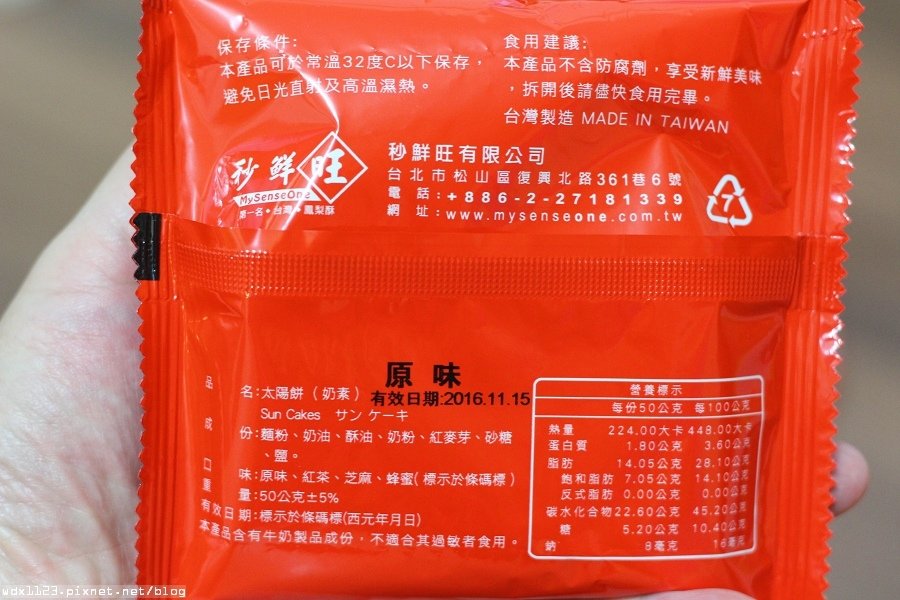 保存條件:
本產品可於常溫32度C以下保存，
避免日光直射及高溫濕熱。
食用建議:
本產品不含防腐劑，享受新鮮美味
，拆開後請儘快食用完畢。
台灣製造 MADE IN TAIWAN
秒鮮旺
MySenseOne
第一名•台灣•鳳梨酥
秒鮮旺有限公司
台北市松山區復興北路361巷6號
電 話:+886-2-27181339
網 址:www.mysenseone.com.tw
7
原味
有效日期:2016.11.15
品 名:太陽餅（奶素）
Sun Cakes サン ケーキ
成 份:麵粉、奶油、酥油、奶粉、紅麥芽、砂糖
、鹽。
口 味:原味、紅茶、芝麻、蜂蜜(標示於條碼標)
重 量:50公克±5%
有效日期:標示於條碼標(西元年月日)
本產品含有牛奶製品成份，不適合其過敏者食用。
營養標示
每份50公克 每100公克
熱量 224.00大卡 448.00大卡
蛋白質 1.80公克 3.60公克
脂肪 14.05公克 28.10公克
飽和脂肪 7.05公克 14.10公克
反式脂肪 0.00公克 0.00公克
碳水化合物 22.60公克 45.20公克
糖 5.20公克 10.40公克
鈉 8毫克 16毫克
wdx1123.pixnet.net/blog